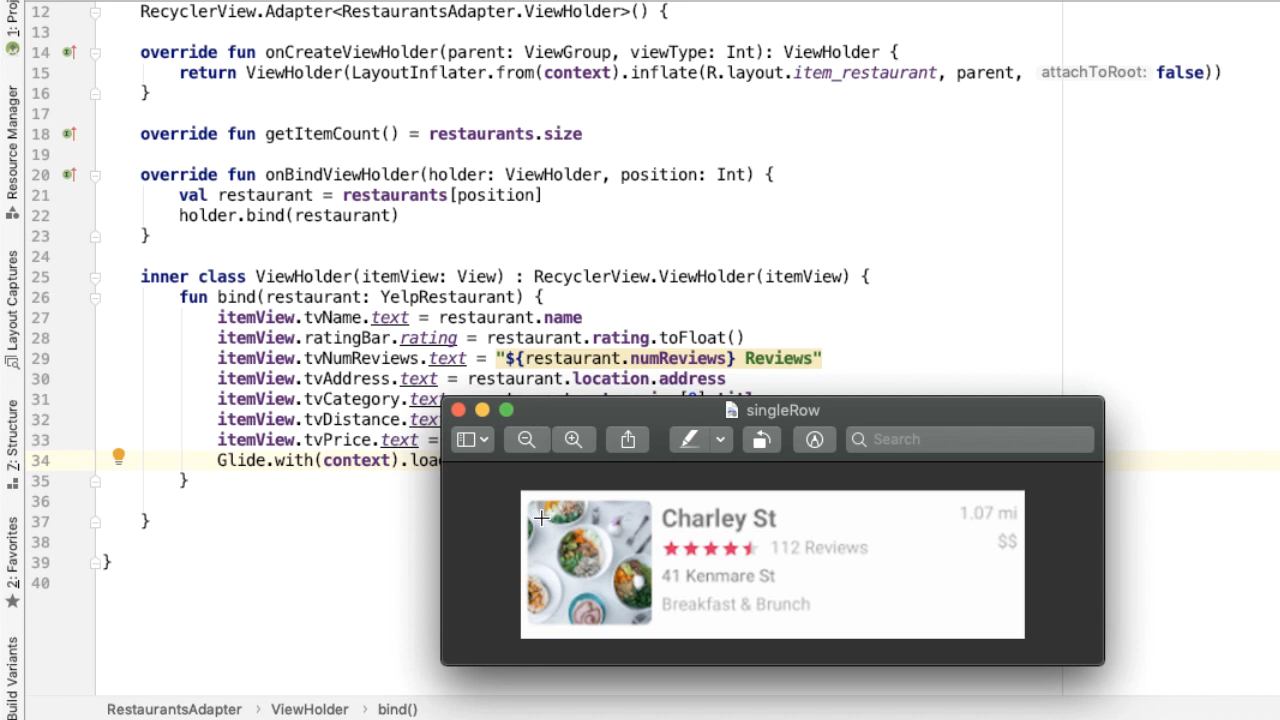 12 RecyclerView.Adapter<RestaurantsAdapter.ViewHolder>() {
13
14 override fun onCreateViewHolder(parent: ViewGroup, viewType: Int): ViewHolder {
15 return ViewHolder(LayoutInflater.from(context).inflate(R.layout.item_restaurant, parent, attachToRoot: false))
16 }
17
18 override fun getItemCount() = restaurants.size
19
20 override fun onBindViewHolder(holder: ViewHolder, position: Int) {
21 val restaurant = restaurants[position]
22 holder.bind(restaurant)
23 }
24
25 inner class ViewHolder(itemView: View) : RecyclerView.ViewHolder(itemView) {
26 fun bind(restaurant: YelpRestaurant) {
27 itemView.tvName.text = restaurant.name
28 itemView.ratingBar.rating = restaurant.rating.toFloat()
29 itemView.tvNumReviews.text = "${restaurant.numReviews} Reviews"
30 itemView.tvAddress.text = restaurant.location.address
31 itemView.tvCategory.text
32 itemView.tvDistance.text
33 itemView.tvPrice.text =
34 Glide.with(context).loa
35 }
36
37 }
38
39 }
40
1: Proj
Resource Manager
Layout Captures
Z: Structure
2: Favorites
Build Variants
singleRow
Search
Charley St
1.07 mi
112 Reviews
$$
41 Kenmare St
Breakfast & Brunch
RestaurantsAdapter › ViewHolder › bind()